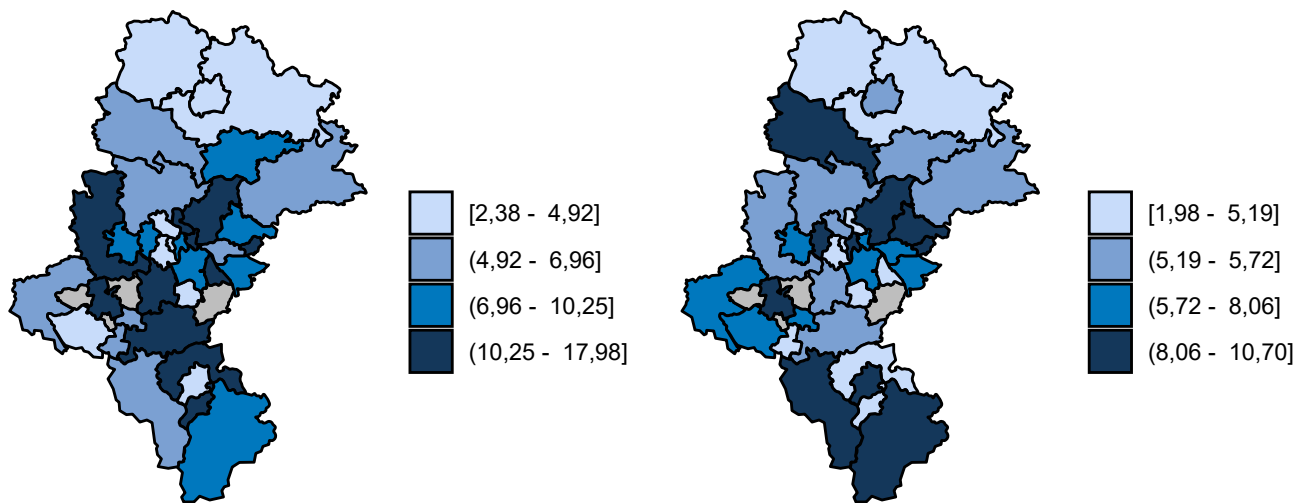 [2,38 - 4,92]
(4,92 - 6,96]
(6,96 - 10,25]
(10,25 - 17,98]
[1,98 - 5,19]
(5,19 - 5,72]
(5,72 - 8,06]
(8,06 - 10,70]